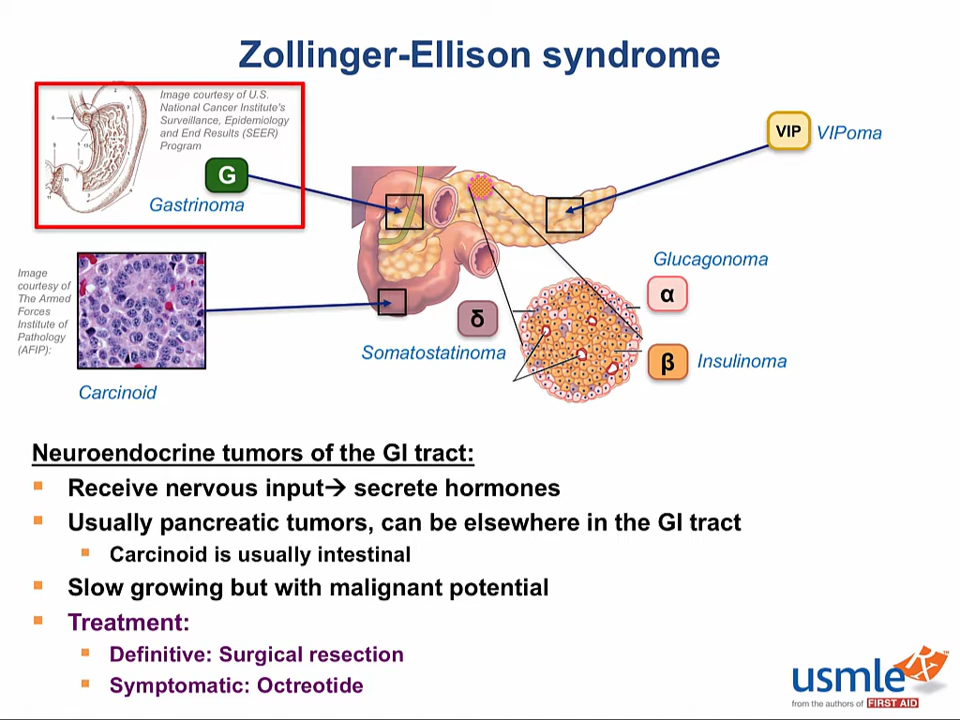 Zollinger-Ellison syndrome
Image courtesy of U.S.
National Cancer Institute's
Surveillance, Epidemiology
and End Results (SEER)
Program
G
Gastrinoma
VIP
VIPoma
Image
courtesy of
The Armed
Forces
Institute of
Pathology
(AFIP):
Carcinoid
Glucagonoma
α
δ
Somatostatinoma
β
Insulinoma
Neuroendocrine tumors of the GI tract:
Receive nervous input→ secrete hormones
Usually pancreatic tumors, can be elsewhere in the GI tract
Carcinoid is usually intestinal
Slow growing but with malignant potential
Treatment:
Definitive: Surgical resection
Symptomatic: Octreotide
usmle Rx™
from the authors of FIRST AID